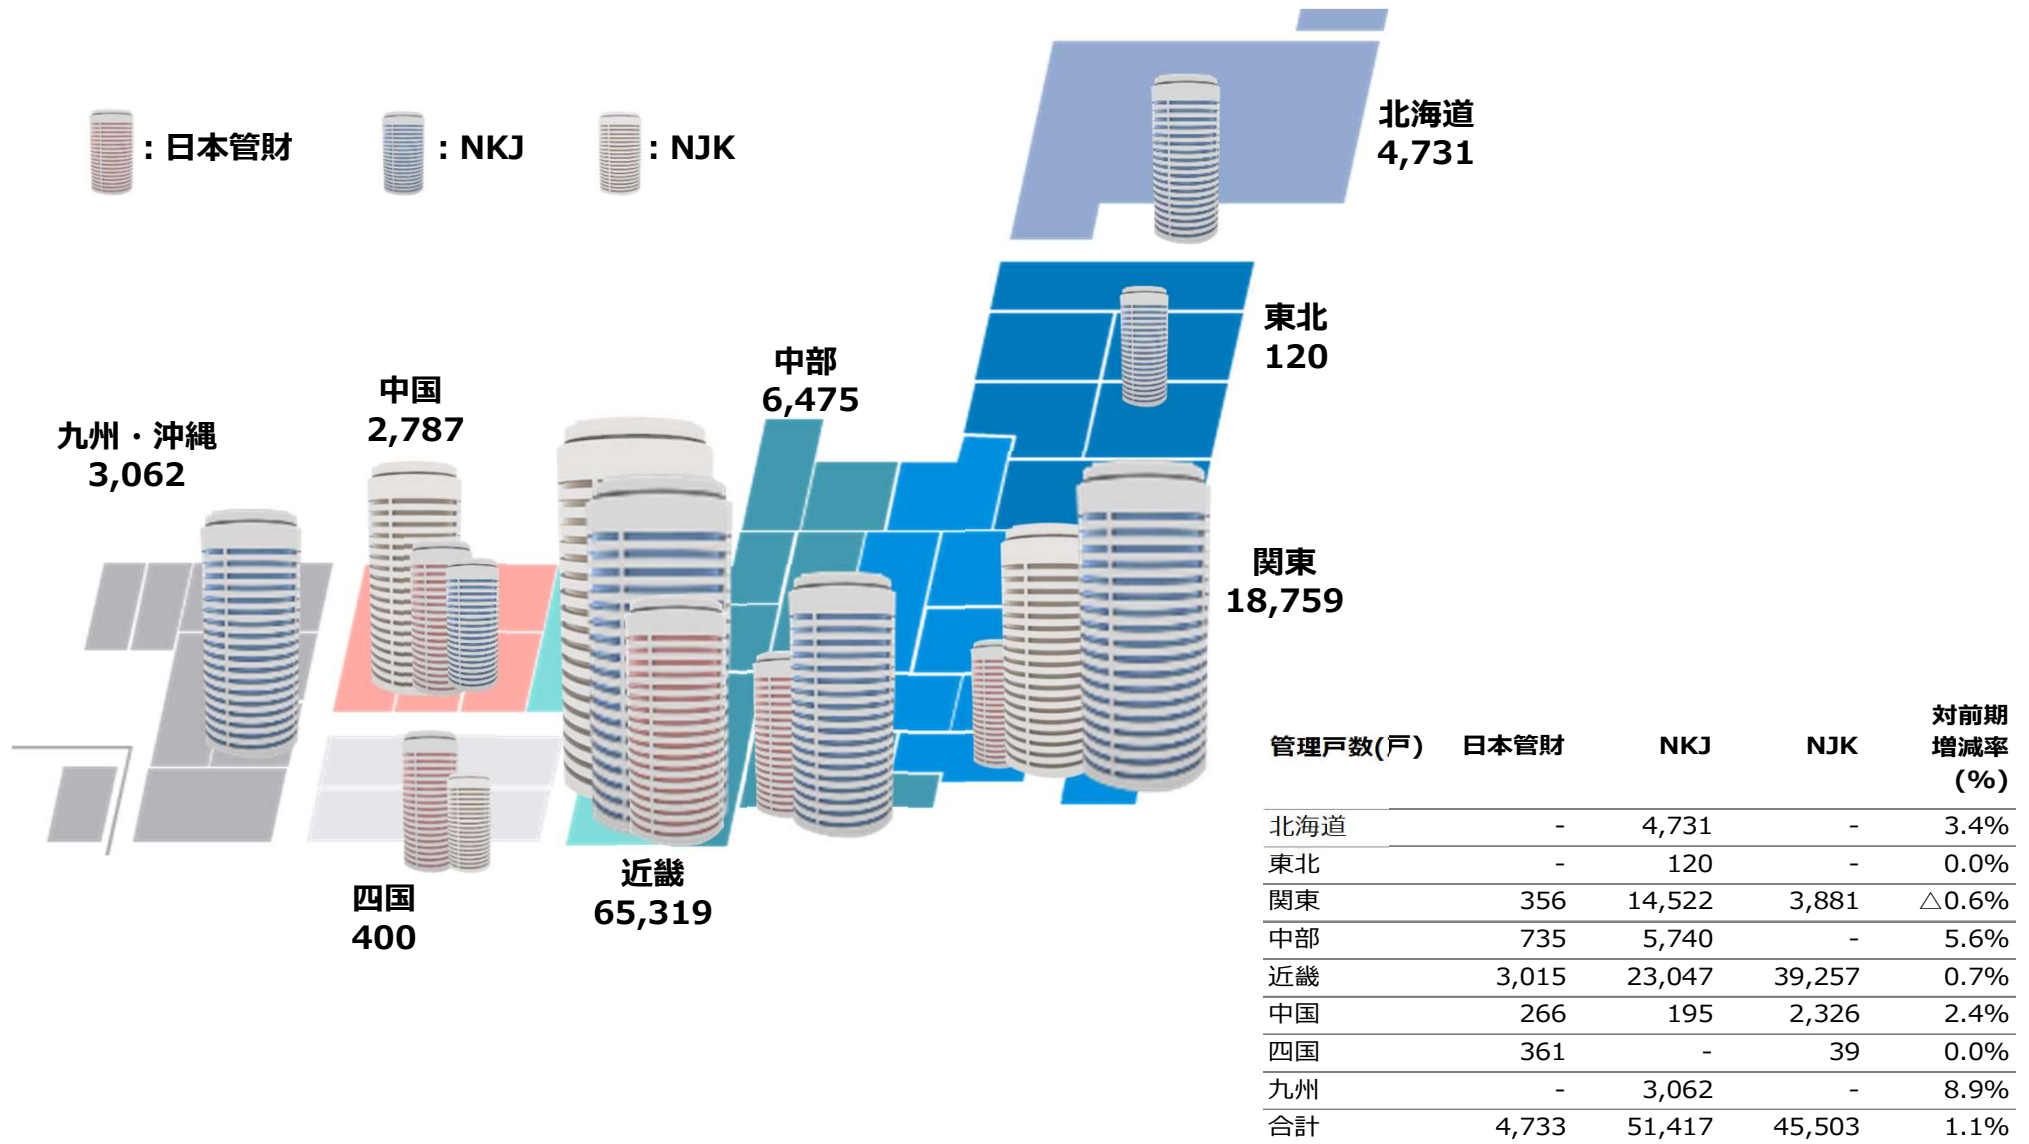 : 日本管財
: NKJ
: NJK
北海道
4,731
東北
120
中部
6,475
中国
2,787
九州・沖縄
3,062
関東
18,759
近畿
65,319
四国
400
管理戸数(戸) 日本管財 NKJ NJK 対前期
増減率
(%)
北海道 - 4,731 - 3.4%
東北 - 120 - 0.0%
関東 356 14,522 3,881 △0.6%
中部 735 5,740 - 5.6%
近畿 3,015 23,047 39,257 0.7%
中国 266 195 2,326 2.4%
四国 361 - 39 0.0%
九州 - 3,062 - 8.9%
合計 4,733 51,417 45,503 1.1%